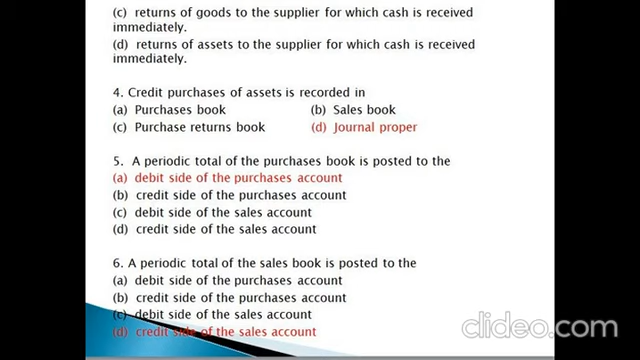 (c) returns of goods to the supplier for which cash is received
immediately.
(d) returns of assets to the supplier for which cash is received
immediately.
4. Credit purchases of assets is recorded in
(a) Purchases book (b) Sales book
(c) Purchase returns book (d) Journal proper
5. A periodic total of the purchases book is posted to the
(a) debit side of the purchases account
(b) credit side of the purchases account
(c) debit side of the sales account
(d) credit side of the sales account
6. A periodic total of the sales book is posted to the
(a) debit side of the purchases account
(b) credit side of the purchases account
(c) debit side of the sales account
(d) credit side of the sales account
clideo.com